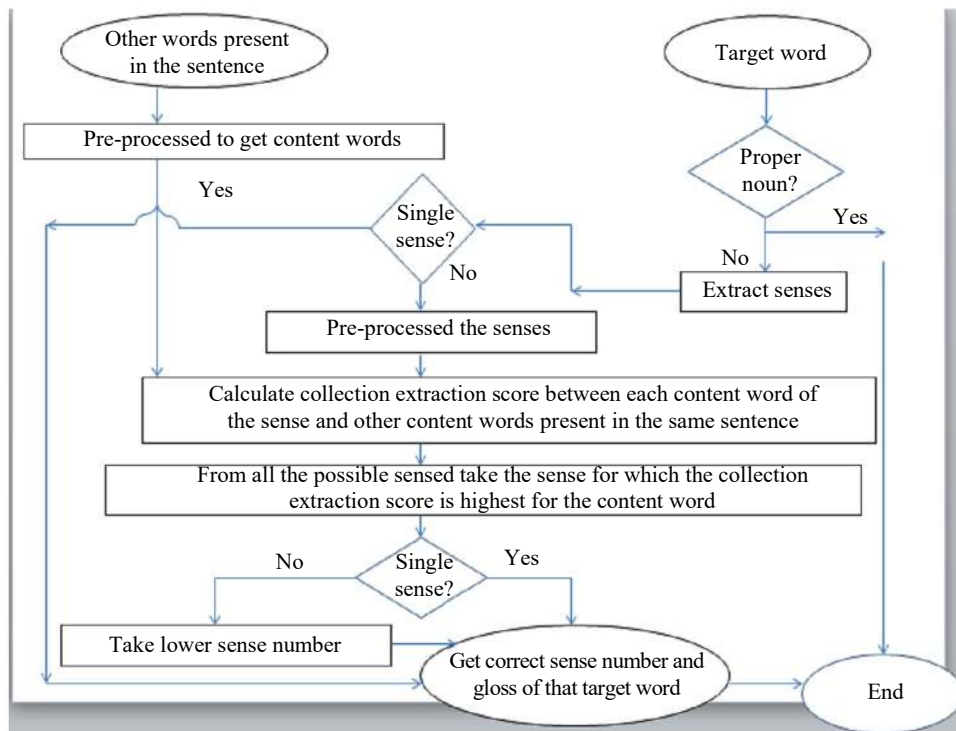 Other words present
in the sentence
Target word
Pre-processed to get content words
Proper
noun?
Yes
Single
sense?
Yes
No
No
Extract senses
Pre-processed the senses
Calculate collection extraction score between each content word of
the sense and other content words present in the same sentence
From all the possible sensed take the sense for which the collection
extraction score is highest for the content word
No
Single
sense?
Yes
Take lower sense number
Get correct sense number and
gloss of that target word
End